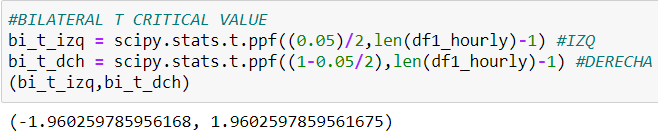 #BILATERAL T CRITICAL VALUE
bi_t_izq = scipy.stats.t.ppf((0.05)/2,len(df1_hourly)-1) #IZQ
bi_t_dch = scipy.stats.t.ppf((1-0.05/2),len(df1_hourly)-1) #DERECHA
(bi_t_izq,bi_t_dch)
(-1.960259785956168, 1.9602597859561675)